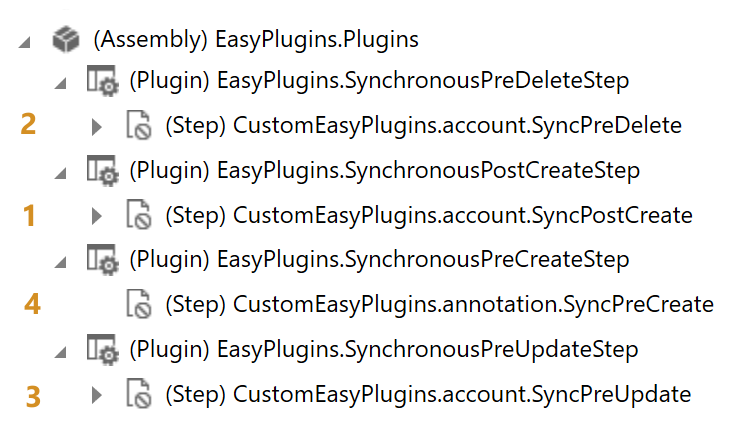 (Assembly) EasyPlugins.Plugins
(Plugin) EasyPlugins.SynchronousPreDeleteStep
2 (Step) CustomEasyPlugins.account.SyncPreDelete
(Plugin) EasyPlugins.SynchronousPostCreateStep
1 (Step) CustomEasyPlugins.account.SyncPostCreate
(Plugin) EasyPlugins.SynchronousPreCreateStep
4 (Step) CustomEasyPlugins.annotation.SyncPreCreate
(Plugin) EasyPlugins.SynchronousPreUpdateStep
3 (Step) CustomEasyPlugins.account.SyncPreUpdate